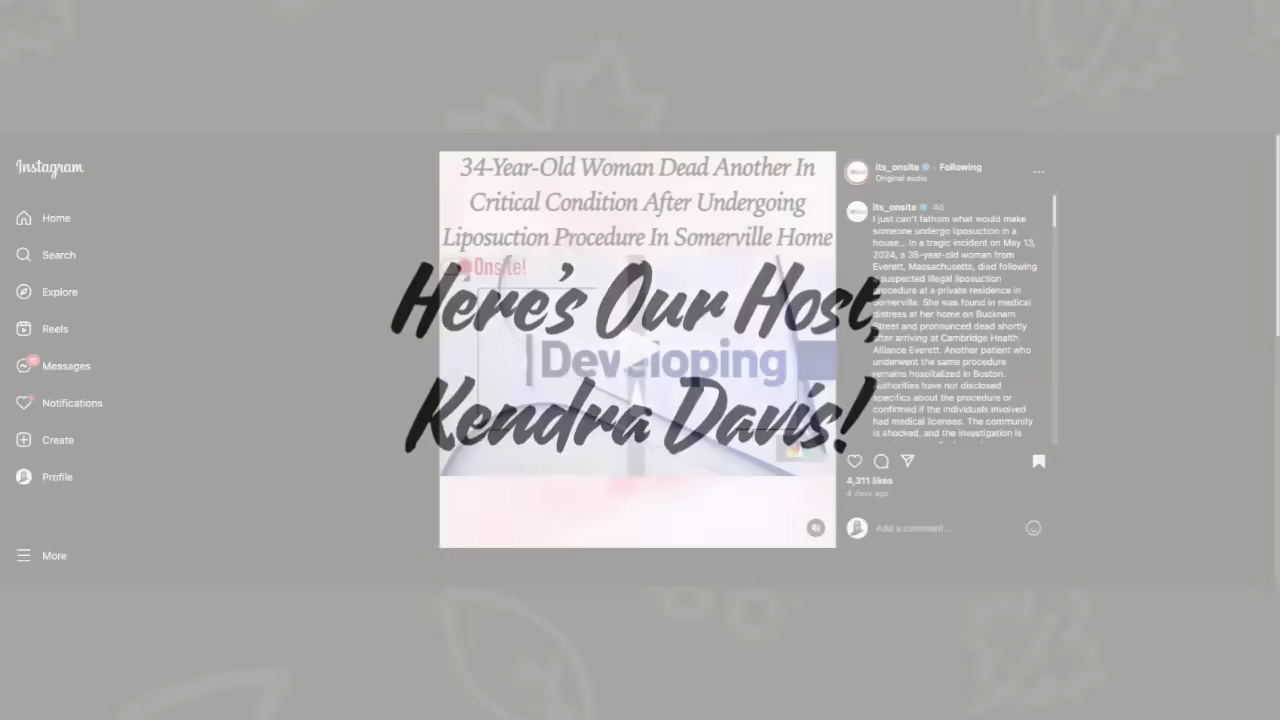 Instagram
Home
Search
Explore
Reels
Messages
Notifications
Create
Profile
More
34-Year-Old Woman Dead Another In
Critical Condition After Undergoing
Liposuction Procedure In Somerville Home
Onsite!
Developing
Here's Our Host,
Kendra Davis!
its_onsite · Following
Original audio
its_onsite 4d
I just can't fathom what would make
someone undergo liposuction in a
house... In a tragic incident on May 13,
2024, a 35-year-old woman from
Everett, Massachusetts, died following
a suspected illegal liposuction
procedure at a private residence in
Somerville. She was found in medical
distress at her home on Bucknam
Street and pronounced dead shortly
after arriving at Cambridge Health
Alliance Everett. Another patient who
underwent the same procedure
remains hospitalized in Boston.
Authorities have not disclosed
specifics about the procedure or
confirmed if the individuals involved
had medical licenses. The community
is shocked, and the investigation is
4,311 likes
4 days ago
Add a comment...